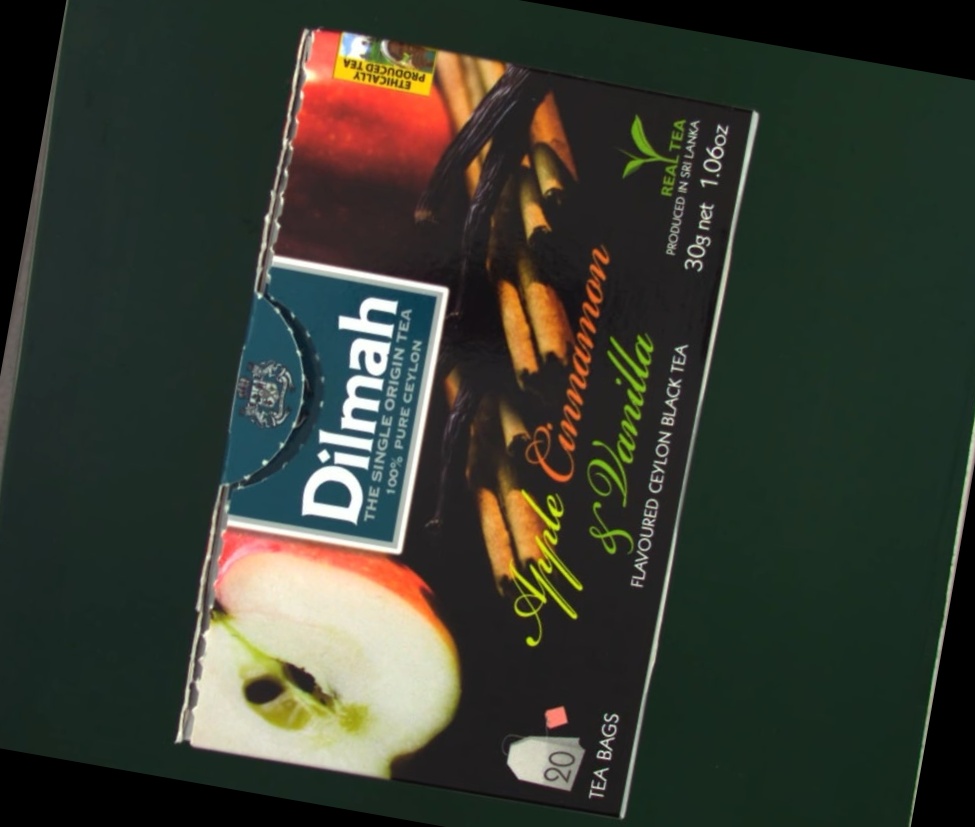 ETHICALLY
PRODUCED TEA
Dilmah
THE SINGLE ORIGIN TEA
100% PURE CEYLON
Apple Cinnamon
& Vanilla
FLAVOURED CEYLON BLACK TEA
REAL TEA
PRODUCED IN SRI LANKA
30g net 1.06oz
20
TEA BAGS